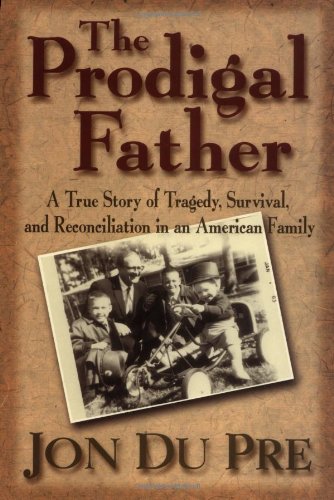 The
Prodigal
Father
A True Story of Tragedy, Survival,
and Reconciliation in an American Family
JON DU PRE